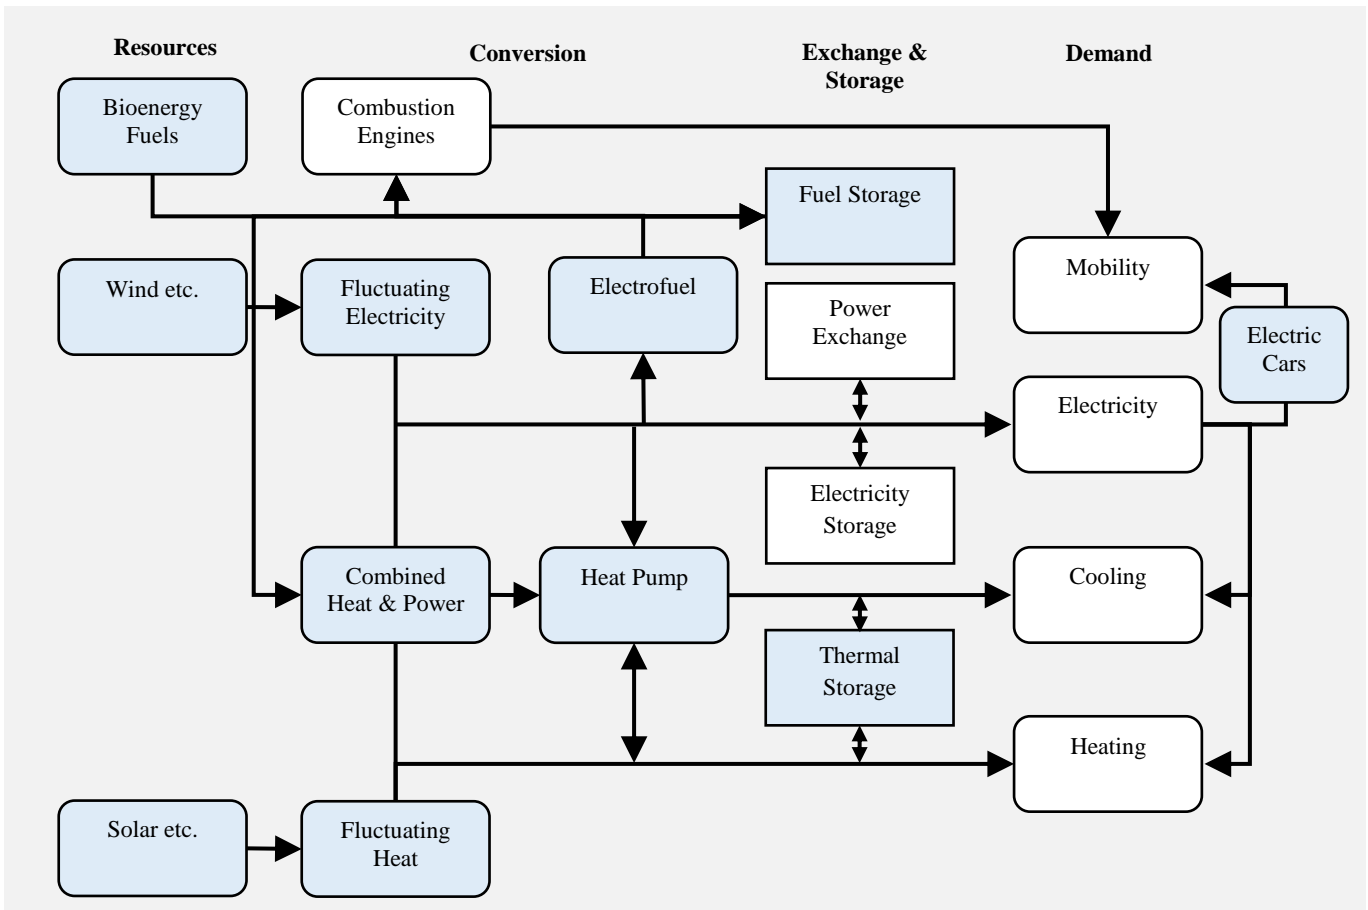 Resources
Conversion
Exchange &
Storage
Demand
Bioenergy
Fuels
Combustion
Engines
Fuel Storage
Mobility
Wind etc.
Fluctuating
Electricity
Electrofuel
Power
Exchange
Electric
Cars
Electricity
Electricity
Storage
Combined
Heat & Power
Heat Pump
Cooling
Thermal
Storage
Heating
Solar etc.
Fluctuating
Heat